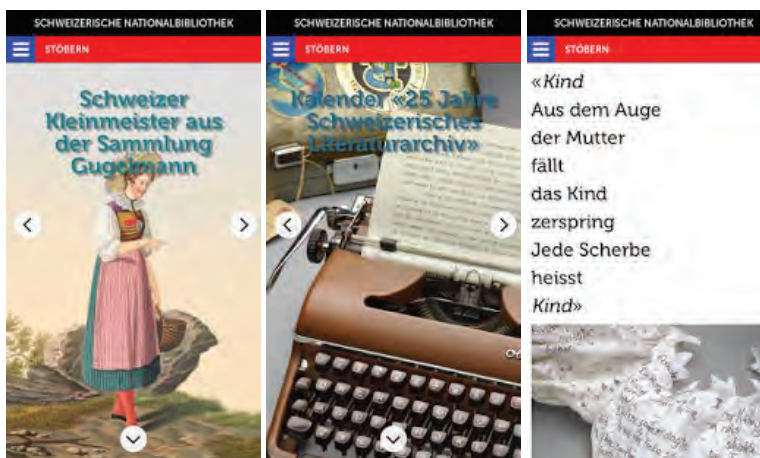 SCHWEIZERISCHE NATIONALBIBLIOTHEK
STÖBERN
Schweizer
Kleinmeister aus
der Sammlung
Gugelmann
SCHWEIZERISCHE NATIONALBIBLIOTHEK
STÖBERN
Kalender «25 Jahre
Schweizerisches
Literaturarchiv»
SCHWEIZERISCHE NATIONALBIBLIOTHEK
STÖBERN
«Kind
Aus dem Auge
der Mutter
fällt
das Kind
zerspring
Jede Scherbe
heisst
Kind»